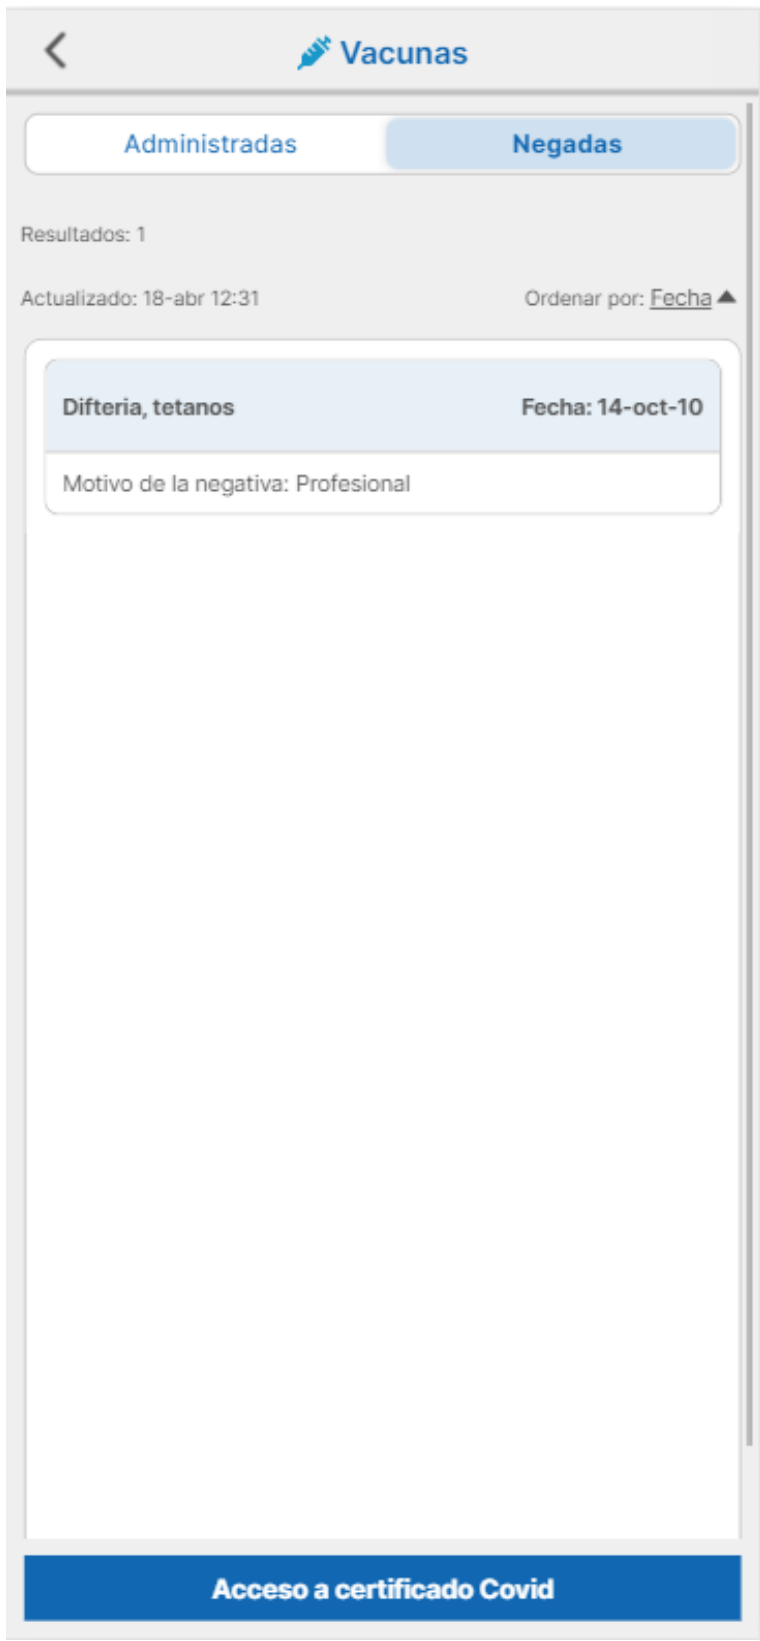 Vacunas
Administradas Negadas
Resultados: 1
Actualizado: 18-abr 12:31 Ordenar por: Fecha
Difteria, tetanos Fecha: 14-oct-10
Motivo de la negativa: Profesional
Acceso a certificado Covid